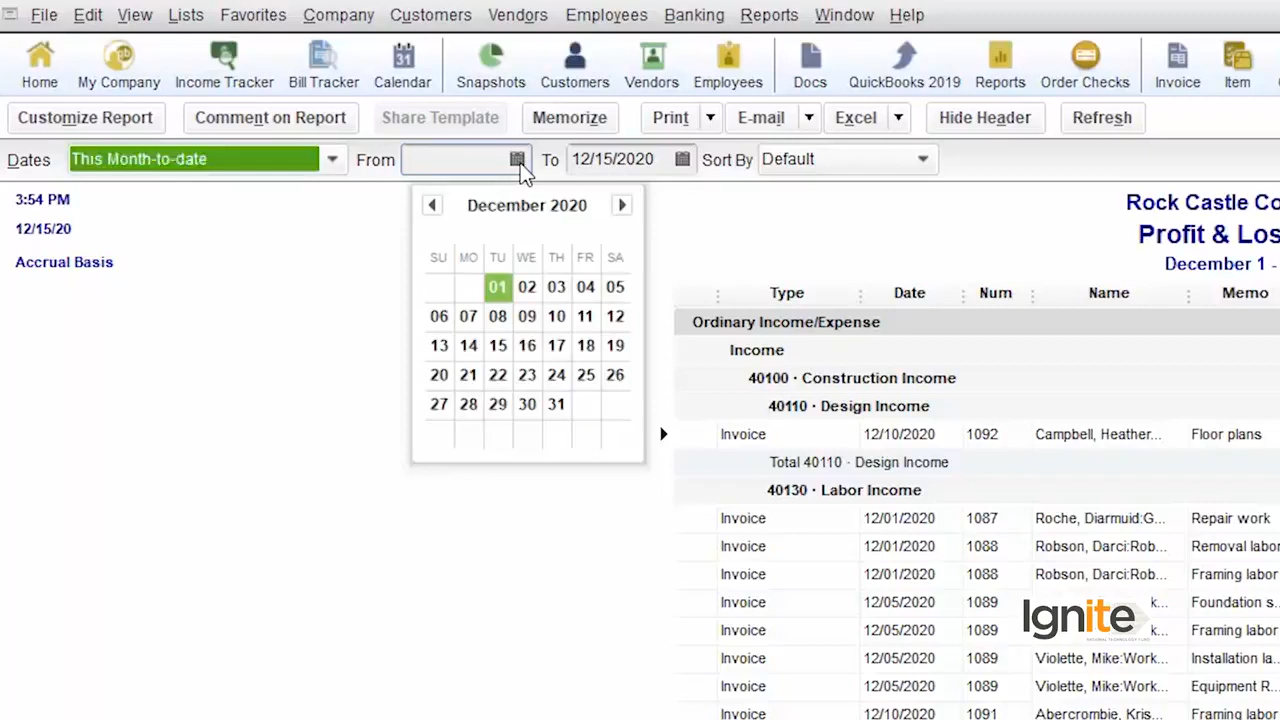 File Edit View Lists Favorites Company Customers Vendors Employees Banking Reports Window Help
Home My Company Income Tracker Bill Tracker Calendar Snapshots Customers Vendors Employees Docs QuickBooks 2019 Reports Order Checks Invoice Item
Customize Report Comment on Report Share Template Memorize Print E-mail Excel Hide Header Refresh
Dates This Month-to-date From To 12/15/2020 Sort By Default
3:54 PM
12/15/20
Accrual Basis
December 2020
SU MO TU WE TH FR SA
01 02 03 04 05
06 07 08 09 10 11 12
13 14 15 16 17 18 19
20 21 22 23 24 25 26
27 28 29 30 31
Rock Castle Co
Profit & Los
December 1 -
Type Date Num Name Memo
Ordinary Income/Expense
Income
40100 · Construction Income
40110 · Design Income
Invoice 12/10/2020 1092 Campbell, Heather... Floor plans
Total 40110 · Design Income
40130 · Labor Income
Invoice 12/01/2020 1087 Roche, Diarmuid:G... Repair work
Invoice 12/01/2020 1088 Robson, Darci:Rob... Removal labor
Invoice 12/01/2020 1088 Robson, Darci:Rob... Framing labor
Invoice 12/05/2020 1089 k... Foundation s...
Invoice 12/05/2020 1089 k... Framing labor
Invoice 12/05/2020 1089 Violette, Mike:Work... Installation la...
Invoice 12/05/2020 1089 Violette, Mike:Work... Equipment R...
Invoice 12/10/2020 1091 Abercrombie, Kris... Framing labor
Ignite